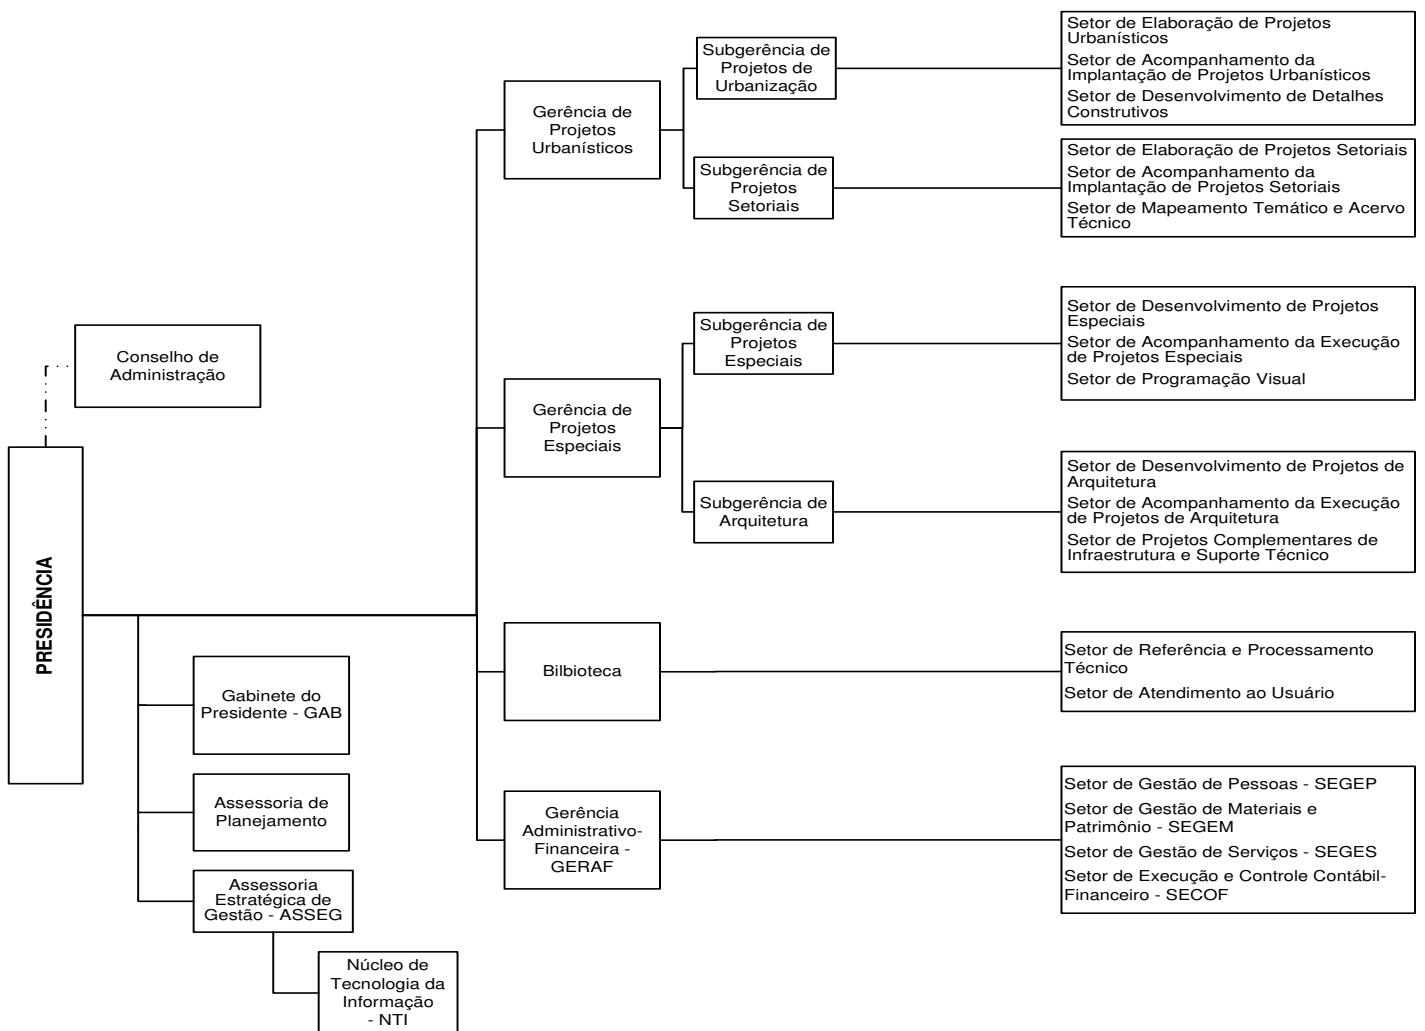 PRESIDÊNCIA
Conselho de
Administração
Gabinete do
Presidente - GAB
Assessoria de
Planejamento
Assessoria
Estratégica de
Gestão - ASSEG
Núcleo de
Tecnologia da
Informação
- NTI
Gerência de
Projetos
Urbanísticos
Subgerência de
Projetos de
Urbanização
Setor de Elaboração de Projetos
Urbanísticos
Setor de Acompanhamento da
Implantação de Projetos Urbanísticos
Setor de Desenvolvimento de Detalhes
Construtivos
Subgerência de
Projetos
Setoriais
Setor de Elaboração de Projetos Setoriais
Setor de Acompanhamento da
Implantação de Projetos Setoriais
Setor de Mapeamento Temático e Acervo
Técnico
Gerência de
Projetos
Especiais
Subgerência de
Projetos
Especiais
Setor de Desenvolvimento de Projetos
Especiais
Setor de Acompanhamento da Execução
de Projetos Especiais
Setor de Programação Visual
Subgerência de
Arquitetura
Setor de Desenvolvimento de Projetos de
Arquitetura
Setor de Acompanhamento da Execução
de Projetos de Arquitetura
Setor de Projetos Complementares de
Infraestrutura e Suporte Técnico
Bilbioteca
Setor de Referência e Processamento
Técnico
Setor de Atendimento ao Usuário
Gerência
Administrativo-
Financeira -
GERAF
Setor de Gestão de Pessoas - SEGEP
Setor de Gestão de Materiais e
Patrimônio - SEGEM
Setor de Gestão de Serviços - SEGES
Setor de Execução e Controle Contábil-
Financeiro - SECOF